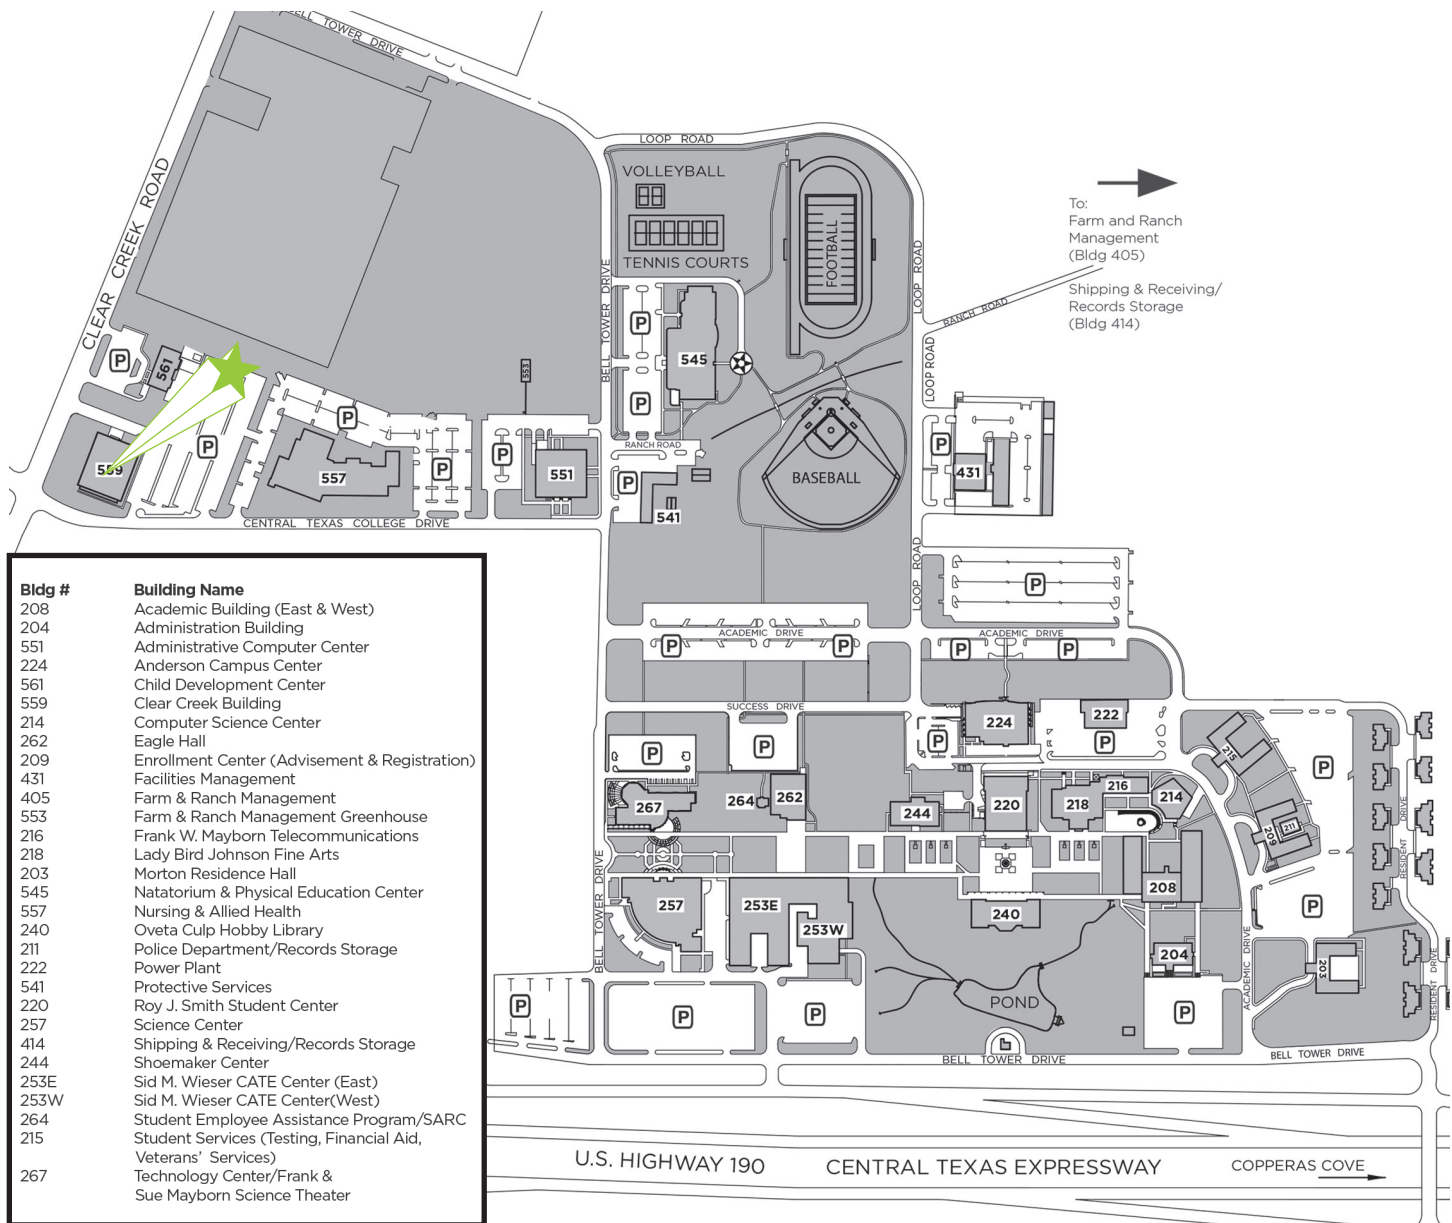 BELL TOWER DRIVE
LOOP ROAD
VOLLEYBALL
TENNIS COURTS
FOOTBALL
CLEAR CREEK ROAD
BELL TOWER DRIVE
LOOP ROAD
RANCH ROAD
LOOP ROAD
To:
Farm and Ranch
Management
(Bldg 405)
Shipping & Receiving/
Records Storage
(Bldg 414)
P
P
561
553
545
P
P
P
P
559
557
P
P
551
RANCH ROAD
P
541
BASEBALL
P
431
CENTRAL TEXAS COLLEGE DRIVE
LOOP ROAD
P
ACADEMIC DRIVE
P
P
ACADEMIC DRIVE
P
P
SUCCESS DRIVE
224
222
P
P
P
P
215
P
267
264
262
244
220
218
216
214
209
211
RESIDENT DRIVE
BELL TOWER DRIVE
257
253E
253W
240
208
204
P
ACADEMIC DRIVE
203
RESIDENT DRIVE
P
P
P
POND
P
BELL TOWER DRIVE
BELL TOWER DRIVE
U.S. HIGHWAY 190
CENTRAL TEXAS EXPRESSWAY
COPPERAS COVE
Bldg # Building Name
208 Academic Building (East & West)
204 Administration Building
551 Administrative Computer Center
224 Anderson Campus Center
561 Child Development Center
559 Clear Creek Building
214 Computer Science Center
262 Eagle Hall
209 Enrollment Center (Advisement & Registration)
431 Facilities Management
405 Farm & Ranch Management
553 Farm & Ranch Management Greenhouse
216 Frank W. Mayborn Telecommunications
218 Lady Bird Johnson Fine Arts
203 Morton Residence Hall
545 Natatorium & Physical Education Center
557 Nursing & Allied Health
240 Oveta Culp Hobby Library
211 Police Department/Records Storage
222 Power Plant
541 Protective Services
220 Roy J. Smith Student Center
257 Science Center
414 Shipping & Receiving/Records Storage
244 Shoemaker Center
253E Sid M. Wieser CATE Center (East)
253W Sid M. Wieser CATE Center(West)
264 Student Employee Assistance Program/SARC
215 Student Services (Testing, Financial Aid,
Veterans' Services)
267 Technology Center/Frank &
Sue Mayborn Science Theater